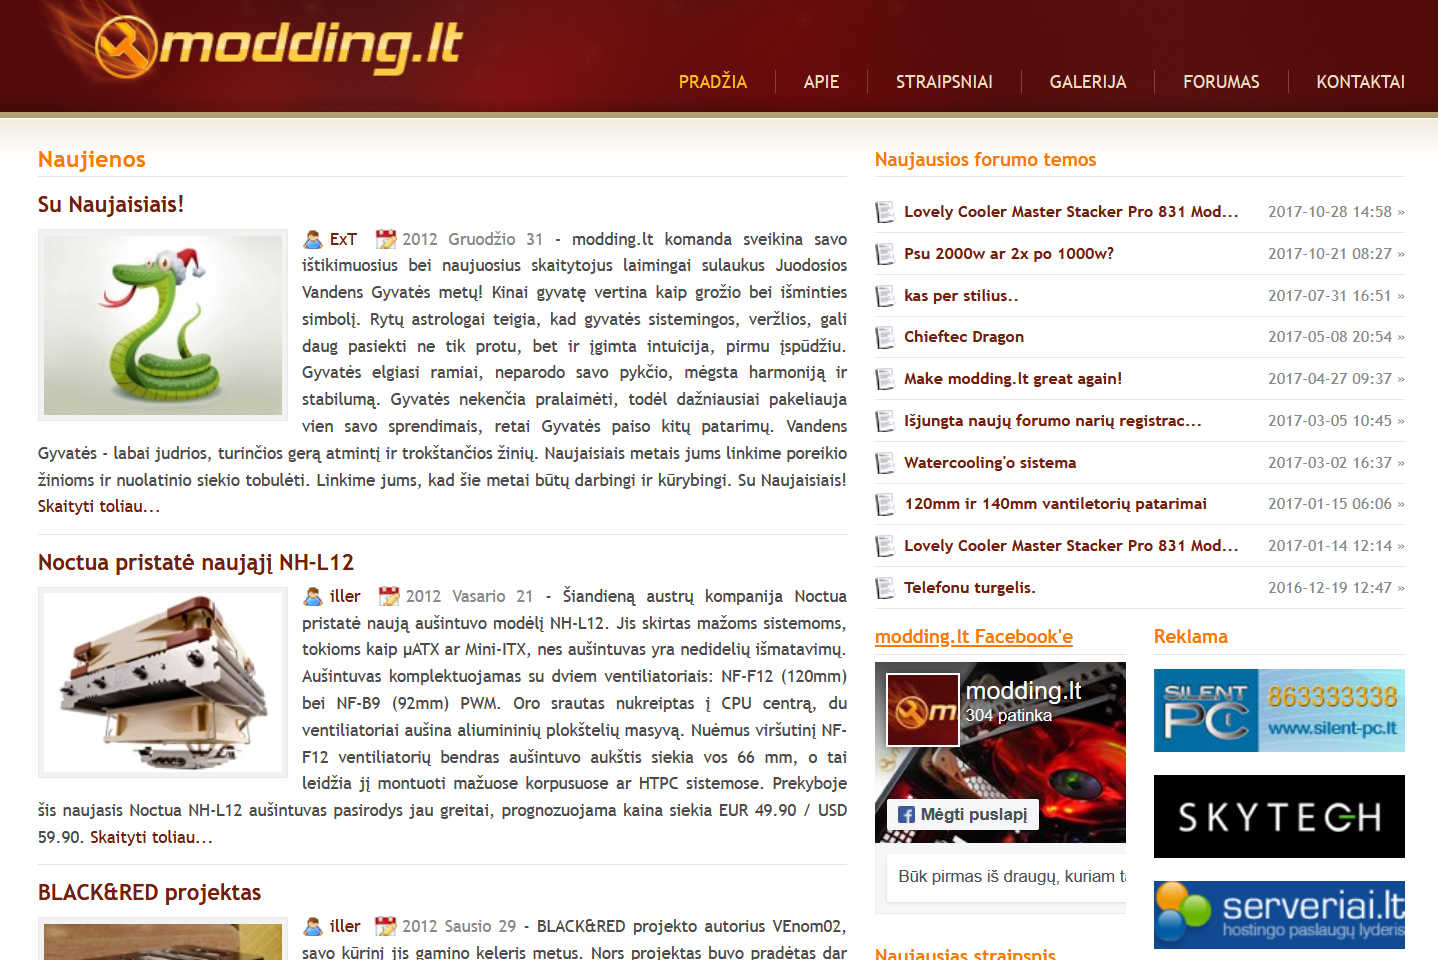 modding.lt
PRADŽIA
APIE
STRAIPSNIAI
GALERIJA
FORUMAS
KONTAKTAI
Naujienos
Su Naujaisiais!
ExT 2012 Gruodžio 31 - modding.lt komanda sveikina savo
ištikimuosius bei naujuosius skaitytojus laimingai sulaukus Juodosios
Vandens Gyvatės metų! Kinai gyvatę vertina kaip grožio bei išminties
simbolį. Rytų astrologai teigia, kad gyvatės sistemingos, veržlios, gali
daug pasiekti ne tik protu, bet ir įgimta intuicija, pirmu įspūdžiu.
Gyvatės elgiasi ramiai, neparodo savo pykčio, mėgsta harmoniją ir
stabilumą. Gyvatės nekenčia pralaimėti, todėl dažniausiai pakeliauja
vien savo sprendimais, retai Gyvatės paiso kitų patarimų. Vandens
Gyvatės - labai judrios, turinčios gerą atmintį ir trokštančios žinių. Naujaisiais metais jums linkime poreikio
žinioms ir nuolatinio siekio tobulėti. Linkime jums, kad šie metai būtų darbingi ir kūrybingi. Su Naujaisiais!
Skaityti toliau...
Noctua pristatė naująjį NH-L12
iller 2012 Vasario 21 - Šiandieną austrų kompanija Noctua
pristatė naują aušintuvo modėlį NH-L12. Jis skirtas mažoms sistemoms,
tokioms kaip µATX ar Mini-ITX, nes aušintuvas yra nedidelių išmatavimų.
Aušintuvas komplektuojamas su dviem ventiliatoriais: NF-F12 (120mm)
bei NF-B9 (92mm) PWM. Oro srautas nukreiptas į CPU centrą, du
ventiliatoriai aušina aliumininių plokštelių masyvą. Nuėmus viršutinį NF-
F12 ventiliatorių bendras aušintuvo aukštis siekia vos 66 mm, o tai
leidžia jį montuoti mažuose korpusuose ar HTPC sistemose. Prekyboje
šis naujasis Noctua NH-L12 aušintuvas pasirodys jau greitai, prognozuojama kaina siekia EUR 49.90 / USD
59.90. Skaityti toliau...
BLACK&RED projektas
iller 2012 Sausio 29 - BLACK&RED projekto autorius VEnom02,
savo kūrinį jis gamino keleris metus. Nors projektas buvo pradėtas dar
Naujausios forumo temos
Lovely Cooler Master Stacker Pro 831 Mod... 2017-10-28 14:58 »
Psu 2000w ar 2x po 1000w? 2017-10-21 08:27 »
kas per stilius.. 2017-07-31 16:51 »
Chieftec Dragon 2017-05-08 20:54 »
Make modding.lt great again! 2017-04-27 09:37 »
Išjungta naujų forumo narių registrac... 2017-03-05 10:45 »
Watercooling'o sistema 2017-03-02 16:37 »
120mm ir 140mm vantiletorių patarimai 2017-01-15 06:06 »
Lovely Cooler Master Stacker Pro 831 Mod... 2017-01-14 12:14 »
Telefonu turgelis. 2016-12-19 12:47 »
modding.lt Facebook'e
m
modding.lt
304 patinka
Mėgti puslapį
Būk pirmas iš draugų, kuriam
Naujausias straipsnis
Reklama
SILENT PC
863333338
www.silent-pc.lt
SKYTECH
serveriai.lt
hostingo paslaugų lyderis